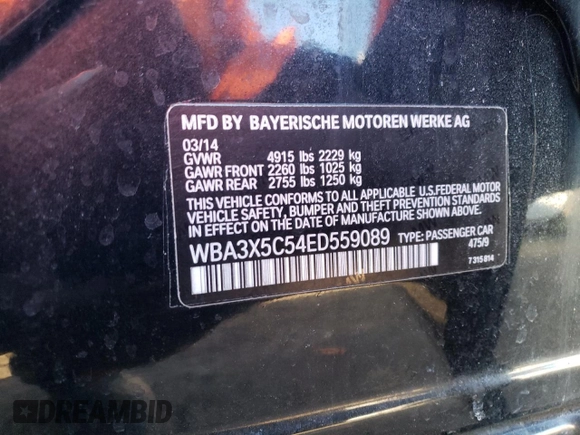 MFD BY BAYERISCHE MOTOREN WERKE AG
03/14
GVWR 4915 lbs 2229 kg
GAWR FRONT 2260 lbs 1025 kg
GAWR REAR 2755 lbs 1250 kg
THIS VEHICLE CONFORMS TO ALL APPLICABLE U.S.FEDERAL MOTOR
VEHICLE SAFETY, BUMPER AND THEFT PREVENTION STANDARDS
IN EFFECT ON THE DATE OF MANUFACTURE SHOWN ABOVE.
WBA3X5C54ED559089 TYPE: PASSENGER CAR
475/9
7 315 814
DREAMBID